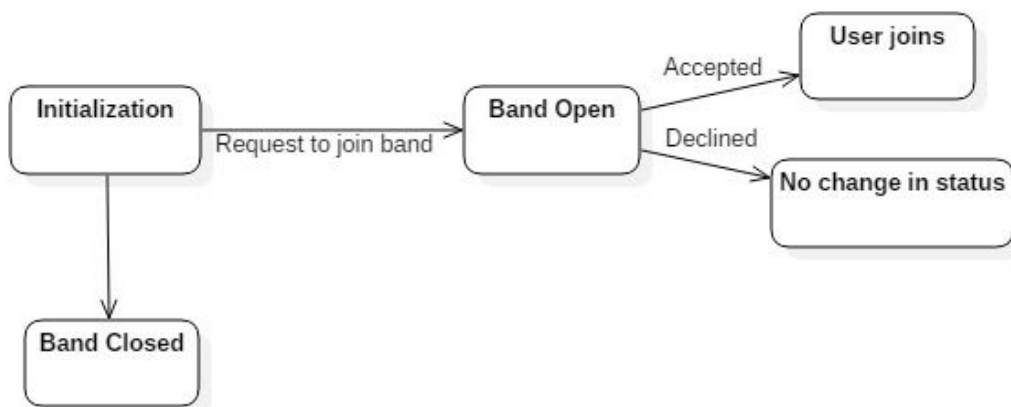 User joins
Accepted
Initialization
Band Open
Request to join band
Declined
No change in status
Band Closed